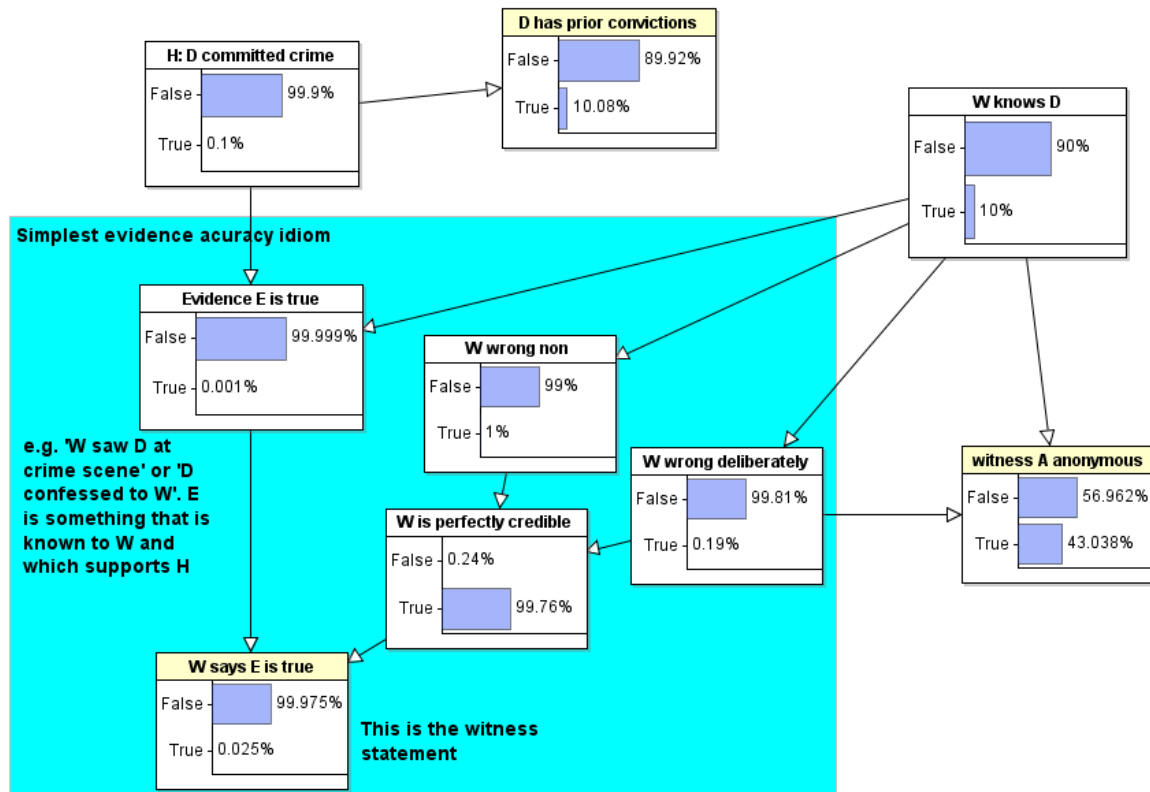 D has prior convictions
False
89.92%
True
10.08%
H: D committed crime
False
99.9%
True
0.1%
W knows D
False
90%
True
10%
Simplest evidence acuracy idiom
Evidence E is true
False
99.999%
True
0.001%
W wrong non
False
99%
True
1%
e.g. 'W saw D at
crime scene' or 'D
confessed to W'. E
is something that is
known to W and
which supports H
W wrong deliberately
False
99.81%
True
0.19%
witness A anonymous
False
56.962%
True
43.038%
W is perfectly credible
False
0.24%
True
99.76%
W says E is true
False
99.975%
True
0.025%
This is the witness
statement